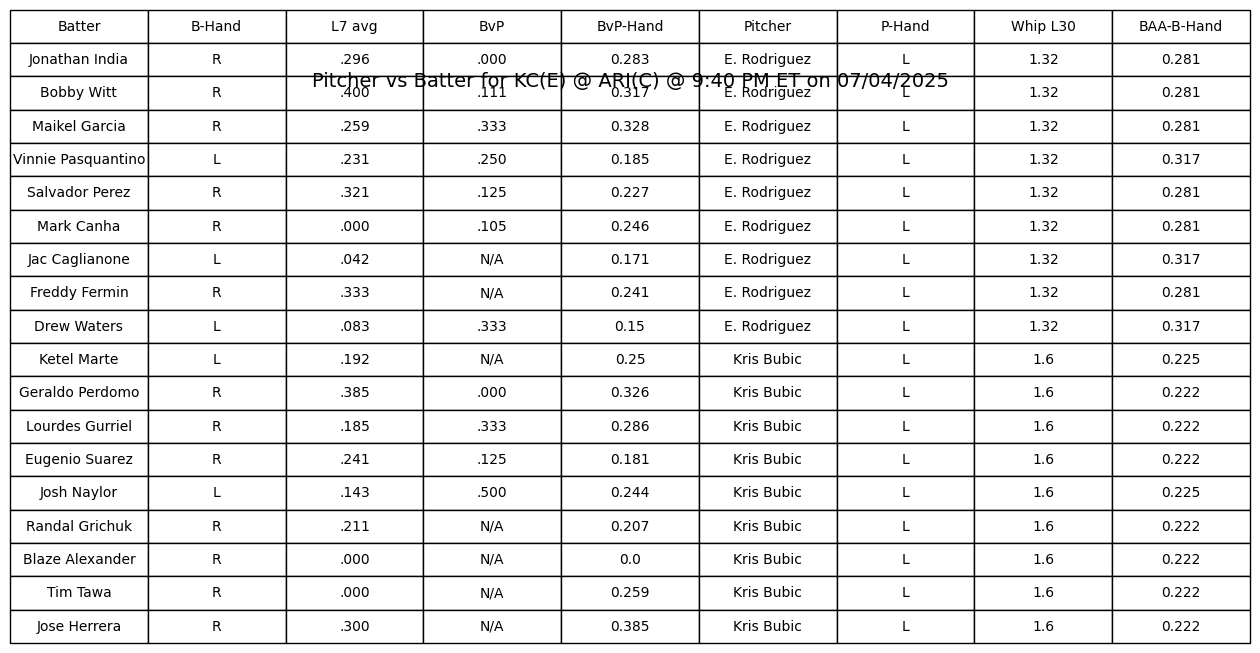 Batter B-Hand L7 avg BvP BvP-Hand Pitcher P-Hand Whip L30 BAA-B-Hand
Jonathan India R .296 .000 0.283 E. Rodriguez L 1.32 0.281
Pitcher vs Batter for KC(E) @ ARI(C) @ 9:40 PM ET on 07/04/2025
Bobby Witt R .400 .111 0.317 E. Rodriguez L 1.32 0.281
Maikel Garcia R .259 .333 0.328 E. Rodriguez L 1.32 0.281
Vinnie Pasquantino L .231 .250 0.185 E. Rodriguez L 1.32 0.317
Salvador Perez R .321 .125 0.227 E. Rodriguez L 1.32 0.281
Mark Canha R .000 .105 0.246 E. Rodriguez L 1.32 0.281
Jac Caglianone L .042 N/A 0.171 E. Rodriguez L 1.32 0.317
Freddy Fermin R .333 N/A 0.241 E. Rodriguez L 1.32 0.281
Drew Waters L .083 .333 0.15 E. Rodriguez L 1.32 0.317
Ketel Marte L .192 N/A 0.25 Kris Bubic L 1.6 0.225
Geraldo Perdomo R .385 .000 0.326 Kris Bubic L 1.6 0.222
Lourdes Gurriel R .185 .333 0.286 Kris Bubic L 1.6 0.222
Eugenio Suarez R .241 .125 0.181 Kris Bubic L 1.6 0.222
Josh Naylor L .143 .500 0.244 Kris Bubic L 1.6 0.225
Randal Grichuk R .211 N/A 0.207 Kris Bubic L 1.6 0.222
Blaze Alexander R .000 N/A 0.0 Kris Bubic L 1.6 0.222
Tim Tawa R .000 N/A 0.259 Kris Bubic L 1.6 0.222
Jose Herrera R .300 N/A 0.385 Kris Bubic L 1.6 0.222